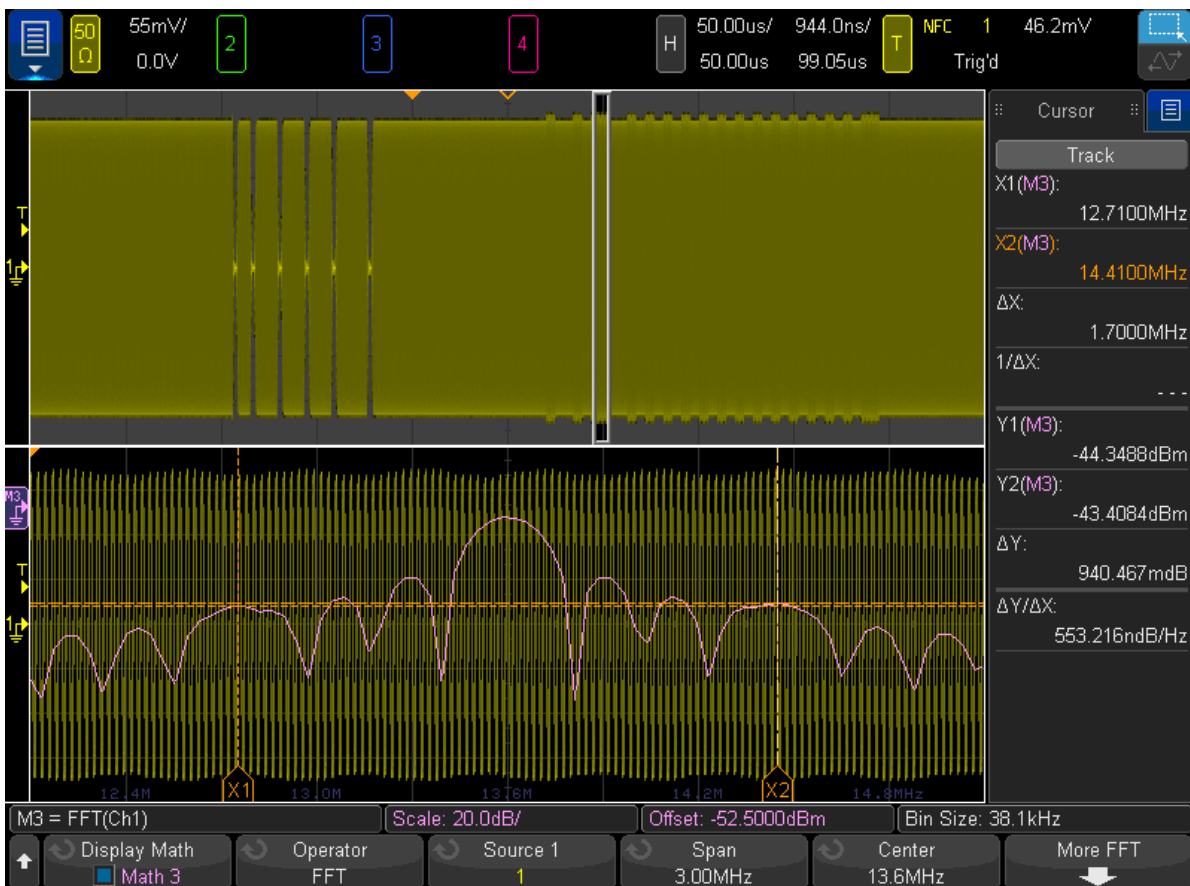 50 Ω 55mV/ 0.0V 2 3 4 H 50.00us/ 944.0ns/ T NFC 1 46.2mV
50.00us 99.05us Trig'd
Cursor
Track
X1(M3):
12.7100MHz
X2(M3):
14.4100MHz
ΔX:
1.7000MHz
1/ΔX:
- - -
Y1(M3):
-44.3488dBm
Y2(M3):
-43.4084dBm
ΔY:
940.467mdB
ΔY/ΔX:
553.216ndB/Hz
T
1
M3
T
1
12.4M X1 13.0M 13.6M 14.2M X2 14.8MHz
M3 = FFT(Ch1) Scale: 20.0dB/ Offset: -52.5000dBm Bin Size: 38.1kHz
Display Math Operator Source 1 Span Center More FFT
Math 3 FFT 1 3.00MHz 13.6MHz